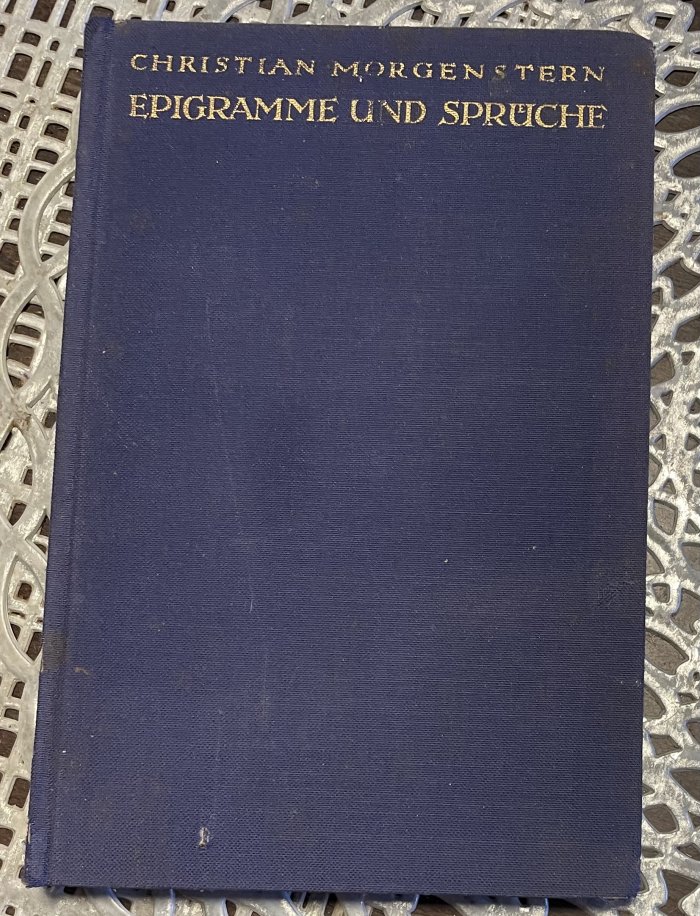 CHRISTIAN MORGENSTERN
EPIGRAMME UND SPRÜCHE